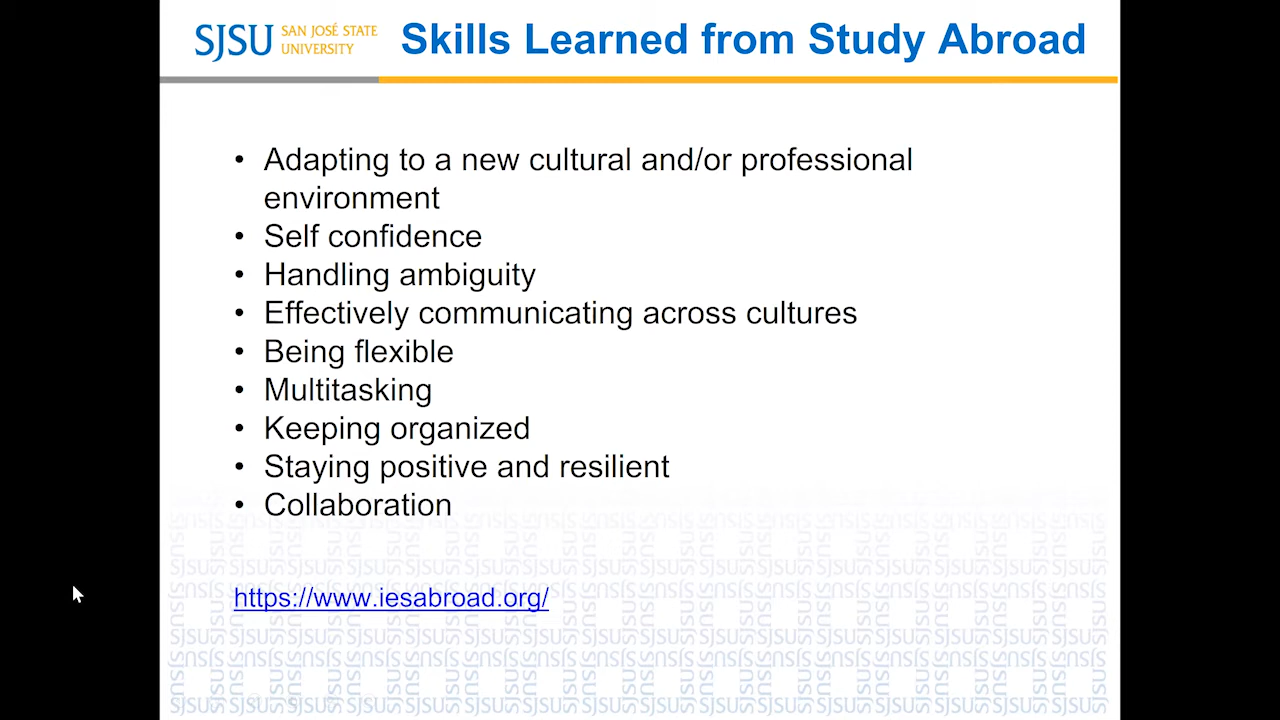 SJSU SAN JOSÉ STATE UNIVERSITY
Skills Learned from Study Abroad
• Adapting to a new cultural and/or professional
environment
• Self confidence
• Handling ambiguity
• Effectively communicating across cultures
• Being flexible
• Multitasking
• Keeping organized
• Staying positive and resilient
• Collaboration
https://www.iesabroad.org/